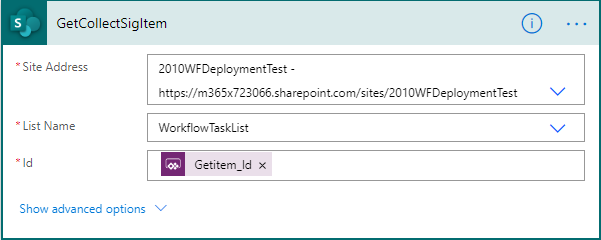 GetCollectSigItem
* Site Address
2010WFDeploymentTest -
https://m365x723066.sharepoint.com/sites/2010WFDeploymentTest
* List Name
WorkflowTaskList
* Id
Getitem_Id ×
Show advanced options